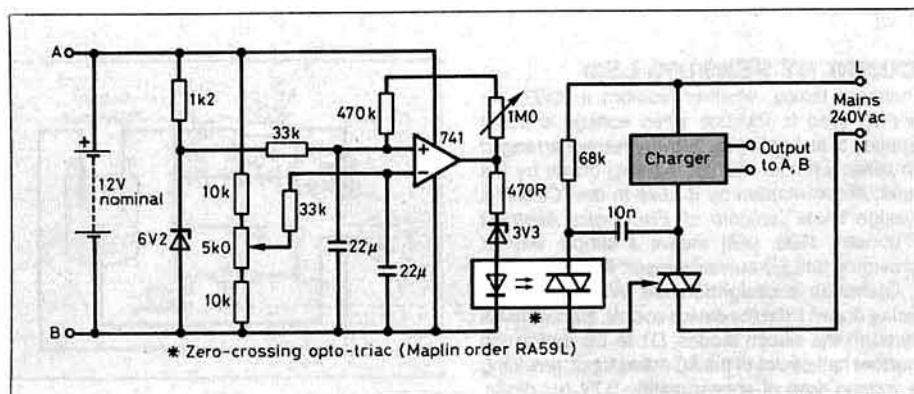 A
B
+
12V
nominal
1k2
6V2
10k
5k0
10k
33k
33k
22μ
22μ
470k
741
+
−
1M0
470R
3V3
*
68k
10n
Charger
Output
to A, B
L
Mains
240Vac
N
* Zero-crossing opto-triac (Maplin order RA59L)